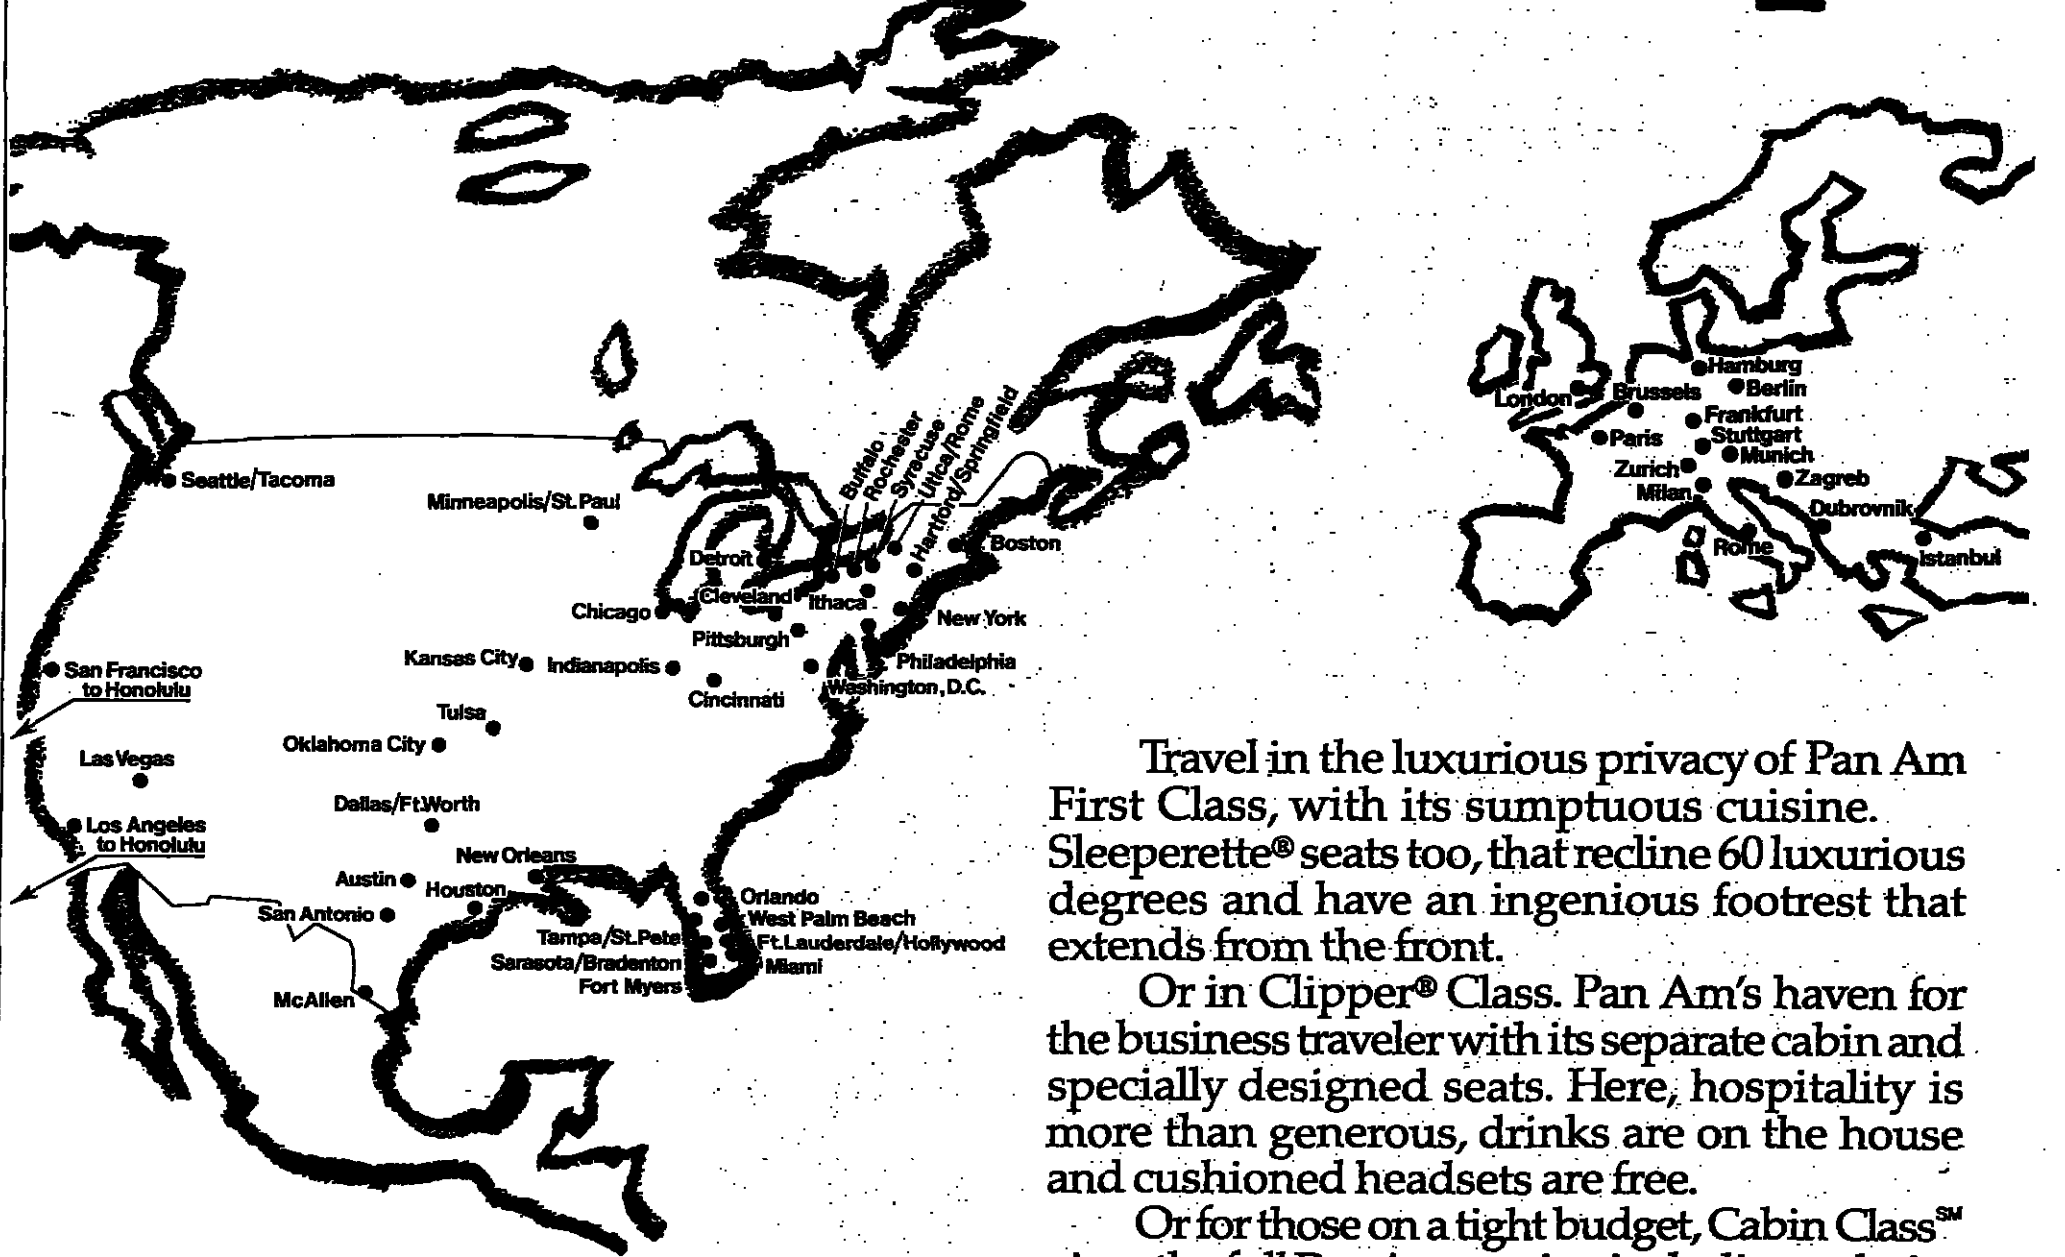 Hamburg
Berlin
London
Brussels
Frankfurt
Paris
Stuttgart
Munich
Zurich
Zagreb
Milan
Dubrovnik
Rome
Istanbul
Buffalo
Rochester
Syracuse
Utica/Rome
Hartford/Springfield
Seattle/Tacoma
Minneapolis/St. Paul
Boston
Detroit
Cleveland
Ithaca
Chicago
New York
Pittsburgh
Kansas City
Indianapolis
Philadelphia
Washington, D.C.
Cincinnati
San Francisco
to Honolulu
Tulsa
Oklahoma City
Las Vegas
Dallas/Ft.Worth
Los Angeles
to Honolulu
New Orleans
Austin
Houston
San Antonio
Orlando
West Palm Beach
Tampa/St.Pete
Ft.Lauderdale/Hollywood
Sarasota/Bradenton
Miami
Fort Myers
McAllen
Travel in the luxurious privacy of Pan Am
First Class, with its sumptuous cuisine.
Sleeperette® seats too, that recline 60 luxurious
degrees and have an ingenious footrest that
extends from the front.
Or in Clipper® Class. Pan Am's haven for
the business traveler with its separate cabin and
specially designed seats. Here, hospitality is
more than generous, drinks are on the house
and cushioned headsets are free.
Or for those on a tight budget, Cabin Class℠